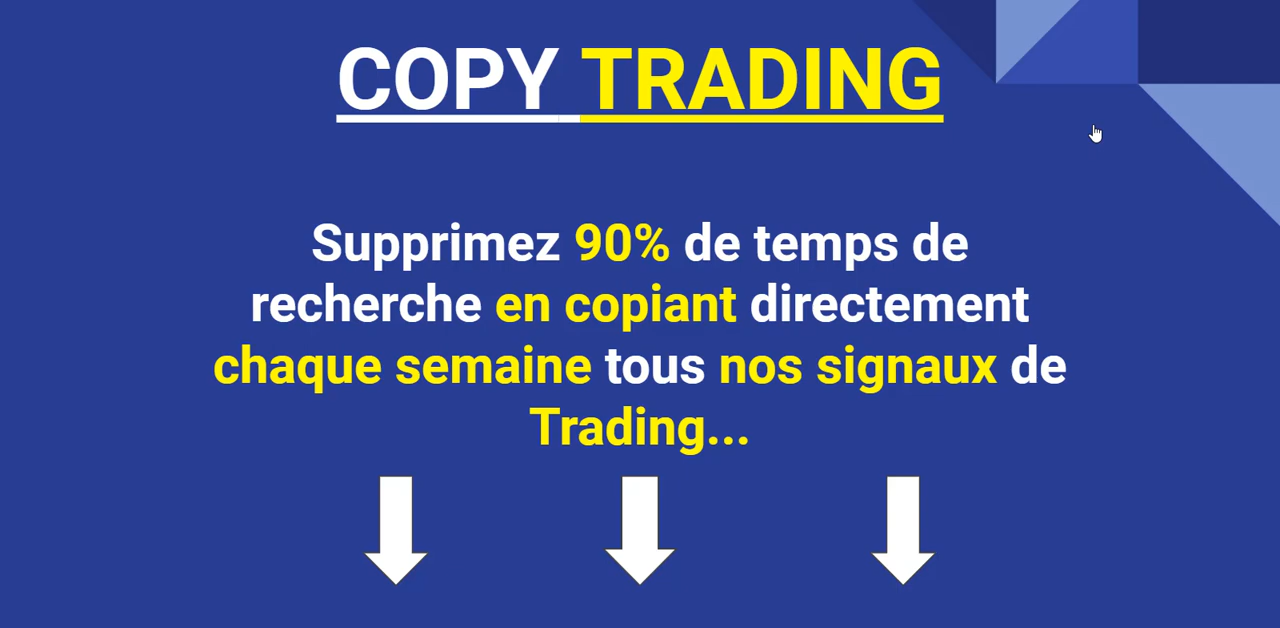 COPY TRADING
Supprimez 90% de temps de
recherche en copiant directement
chaque semaine tous nos signaux de
Trading...